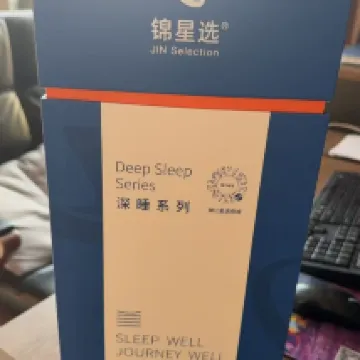 锦星选®
JIN Selection
Deep Sleep
Series
深睡系列
SLEEP WELL
JOURNEY WELL